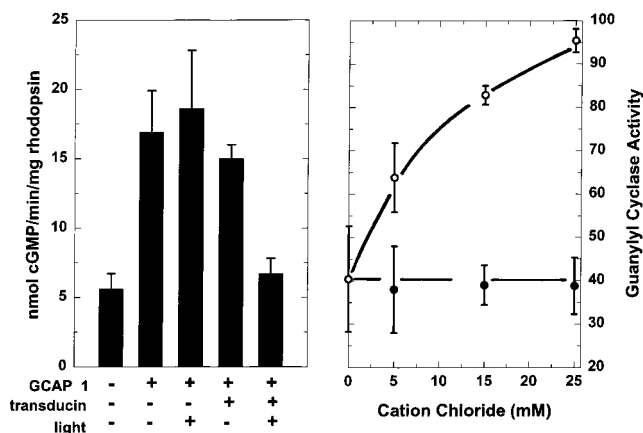 25
20
15
10
5
0
nmol cGMP/min/mg rhodopsin
GCAP 1 - + + + +
transducin - - - + +
light - - + - +
100
90
80
70
60
50
40
30
20
Guanylyl Cyclase Activity
0 5 10 15 20 25
Cation Chloride (mM)